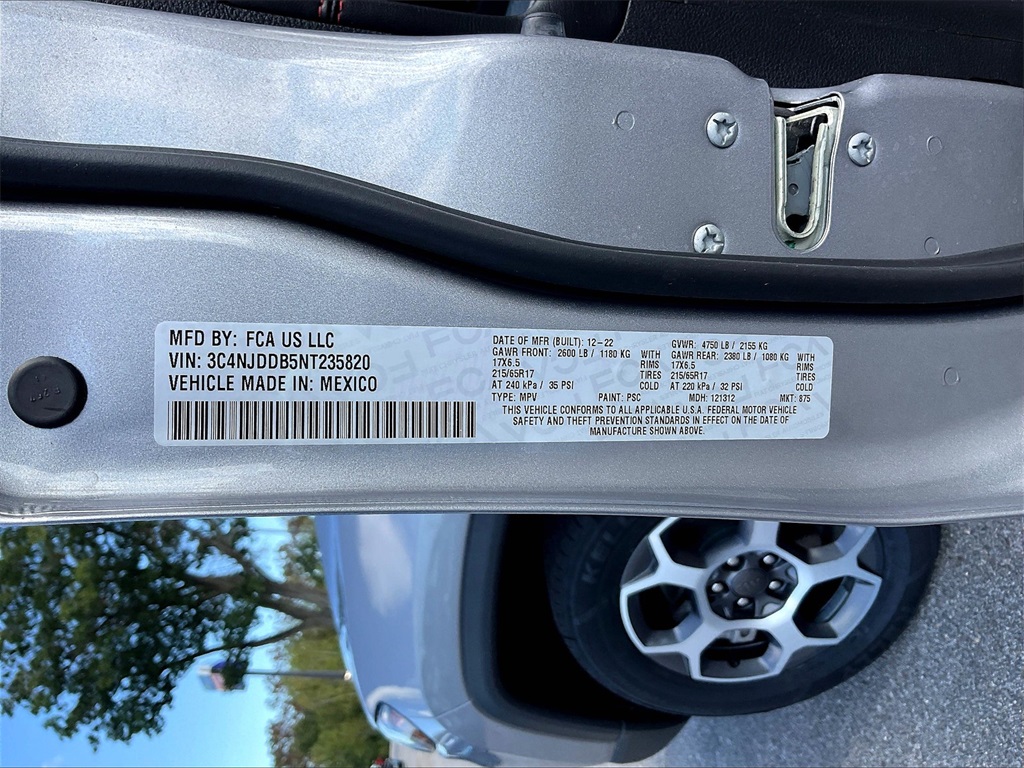 MFD BY: FCA US LLC
VIN: 3C4NJDDB5NT235820
VEHICLE MADE IN: MEXICO
DATE OF MFR (BUILT): 12-22 GVWR: 4750 LB / 2155 KG
GAWR FRONT: 2600 LB / 1180 KG WITH GAWR REAR: 2380 LB / 1080 KG WITH
17X6.5 RIMS 17X6.5 RIMS
215/65R17 TIRES 215/65R17 TIRES
AT 240 kPa / 35 PSI COLD AT 220 kPa / 32 PSI COLD
TYPE: MPV PAINT: PSC MDH: 121312 MKT: 875
THIS VEHICLE CONFORMS TO ALL APPLICABLE U.S.A. FEDERAL MOTOR VEHICLE
SAFETY AND THEFT PREVENTION STANDARDS IN EFFECT ON THE DATE OF
MANUFACTURE SHOWN ABOVE.